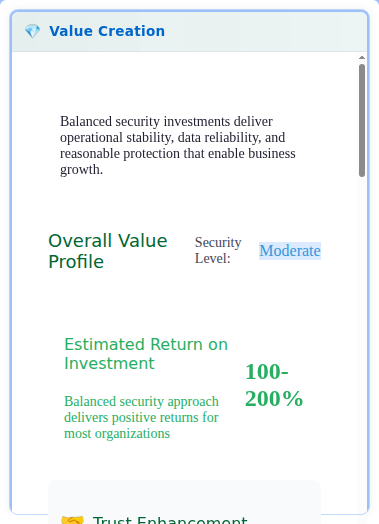 💎 Value Creation
Balanced security investments deliver
operational stability, data reliability, and
reasonable protection that enable business
growth.
Overall Value
Profile
Security
Level:
Moderate
Estimated Return on
Investment
Balanced security approach
delivers positive returns for
most organizations
100-
200%
🤝 Trust Enhancement